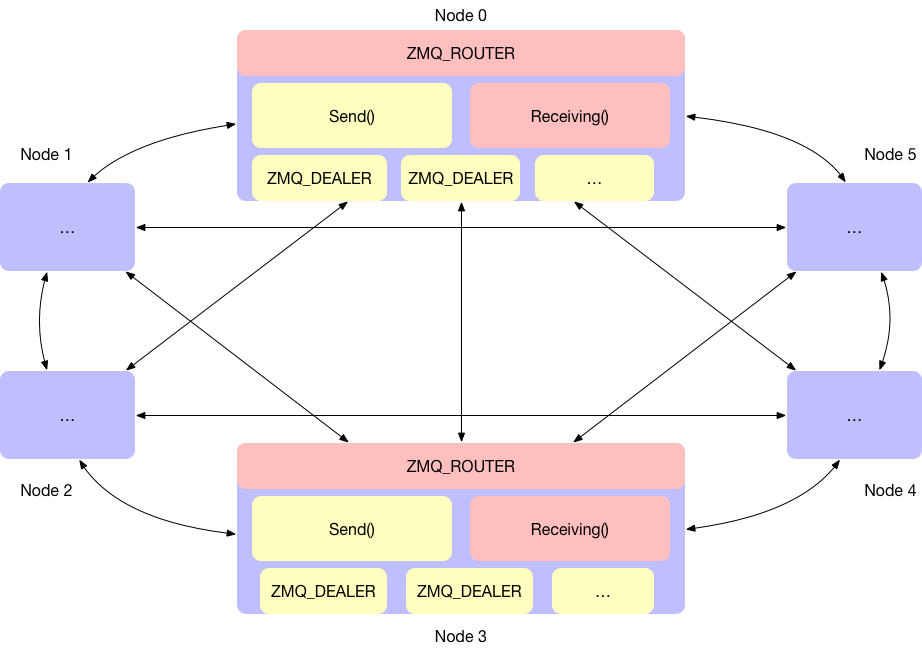 Node 0
ZMQ_ROUTER
Send()
Receiving()
Node 1
Node 5
ZMQ_DEALER
ZMQ_DEALER
...
...
...
...
...
ZMQ_ROUTER
Node 2
Node 4
Send()
Receiving()
ZMQ_DEALER
ZMQ_DEALER
...
Node 3